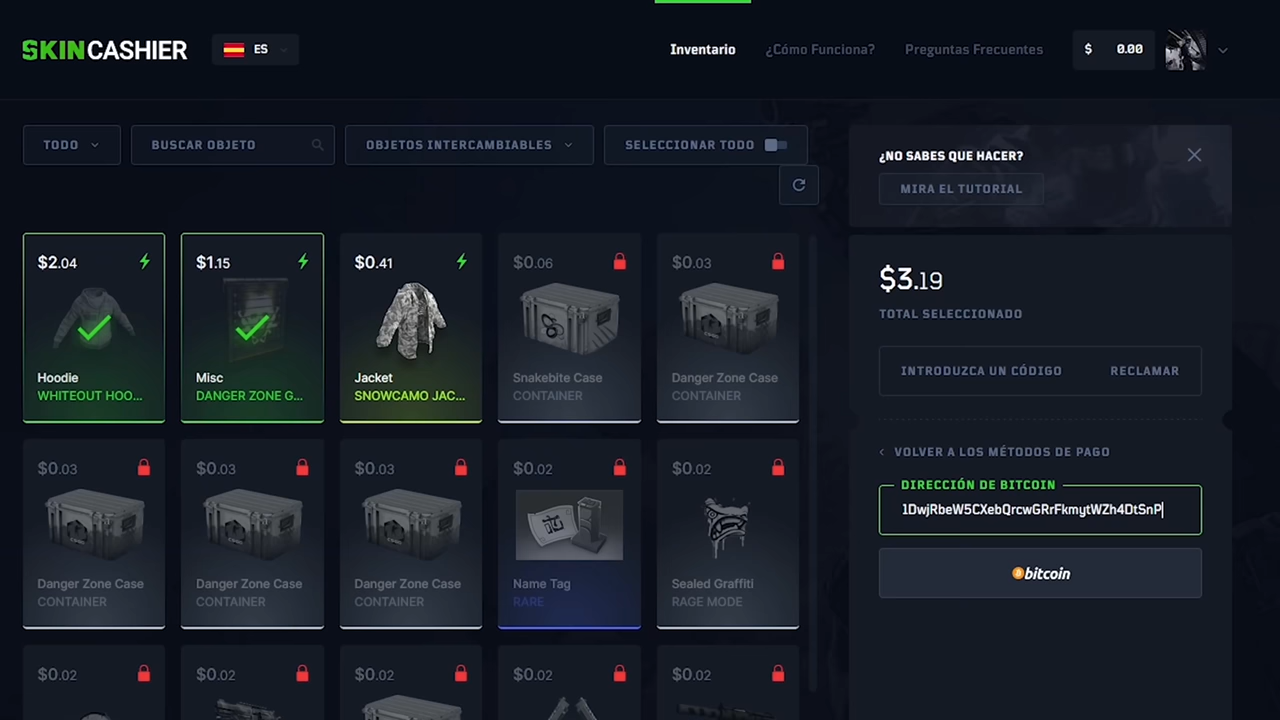 SKINCASHIER
ES
Inventario
¿Cómo Funciona?
Preguntas Frecuentes
$ 0.00
TODO
BUSCAR OBJETO
OBJETOS INTERCAMBIABLES
SELECCIONAR TODO
¿NO SABES QUE HACER?
MIRA EL TUTORIAL
$2.04
Hoodie
WHITEOUT HOO...
$1.15
Misc
DANGER ZONE G...
$0.41
Jacket
SNOWCAMO JAC...
$0.06
Snakebite Case
CONTAINER
$0.03
Danger Zone Case
CONTAINER
$0.03
Danger Zone Case
CONTAINER
$0.03
Danger Zone Case
CONTAINER
$0.03
Danger Zone Case
CONTAINER
$0.02
Name Tag
RARE
$0.02
Sealed Graffiti
RAGE MODE
$0.02
$0.02
$0.02
$0.02
$0.02
$3.19
TOTAL SELECCIONADO
INTRODUZCA UN CÓDIGO
RECLAMAR
VOLVER A LOS MÉTODOS DE PAGO
DIRECCIÓN DE BITCOIN
1DwjRbeW5CXebQrcwGRrFkmytWZh4DtSnP
bitcoin